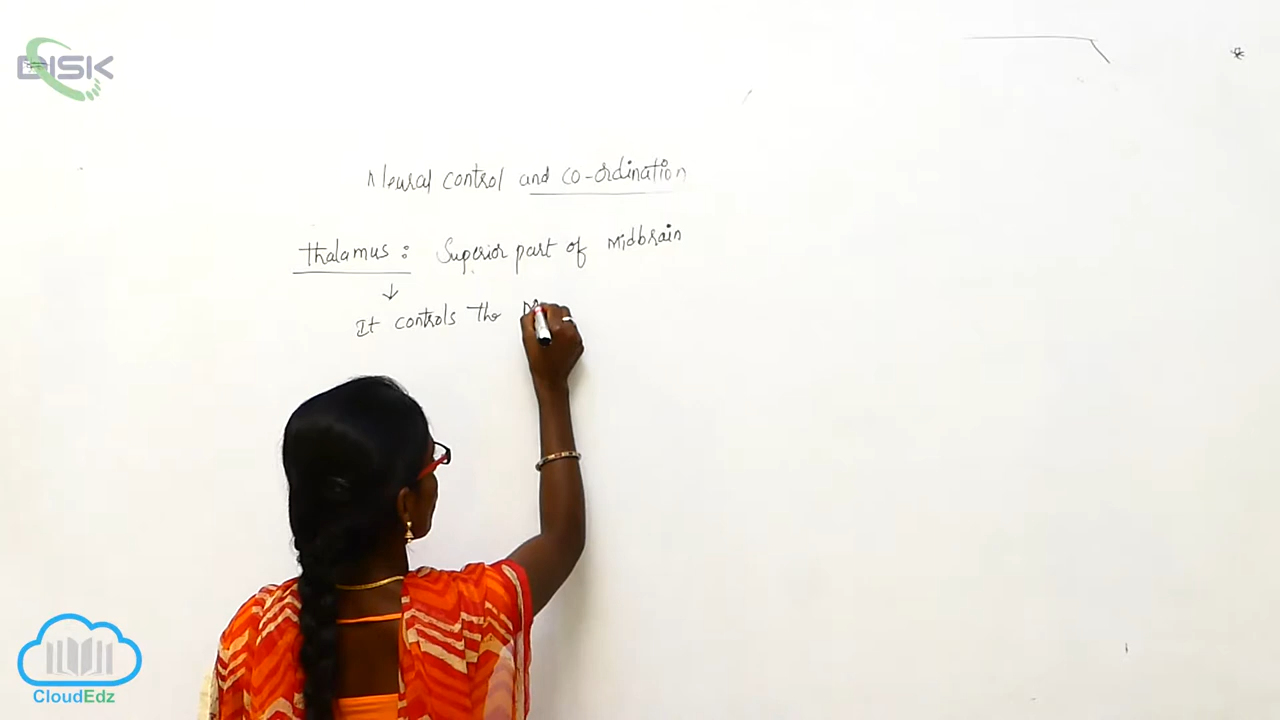 DISK
Neural control and co-ordination
Thalamus : Superior part of Midbrain
↓
It controls the M
CloudEdz